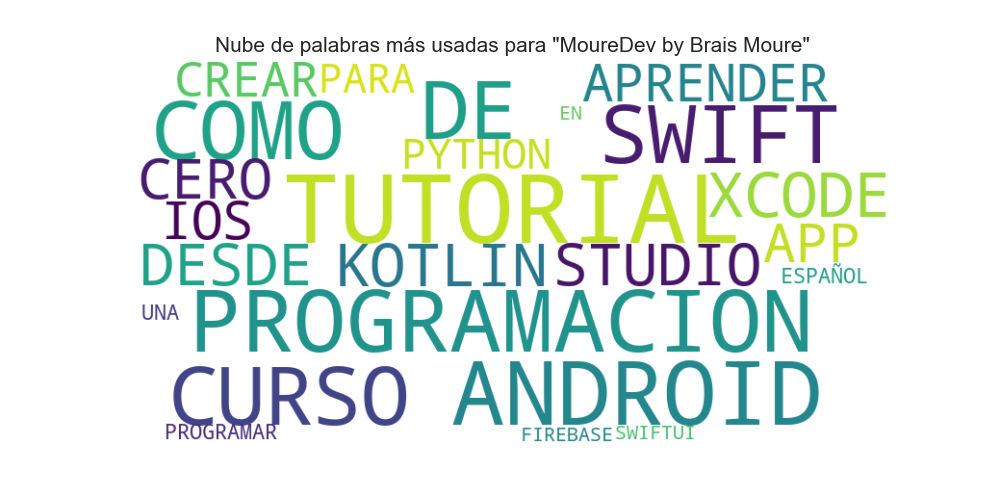 Nube de palabras más usadas para "MoureDev by Brais Moure"
CREAR PARA APRENDER
COMO DE EN SWIFT
CERO PYTHON
IOS TUTORIAL XCODE
DESDE KOTLIN STUDIO APP
ESPAÑOL
UNA PROGRAMACION
CURSO ANDROID
PROGRAMAR FIREBASE SWIFTUI